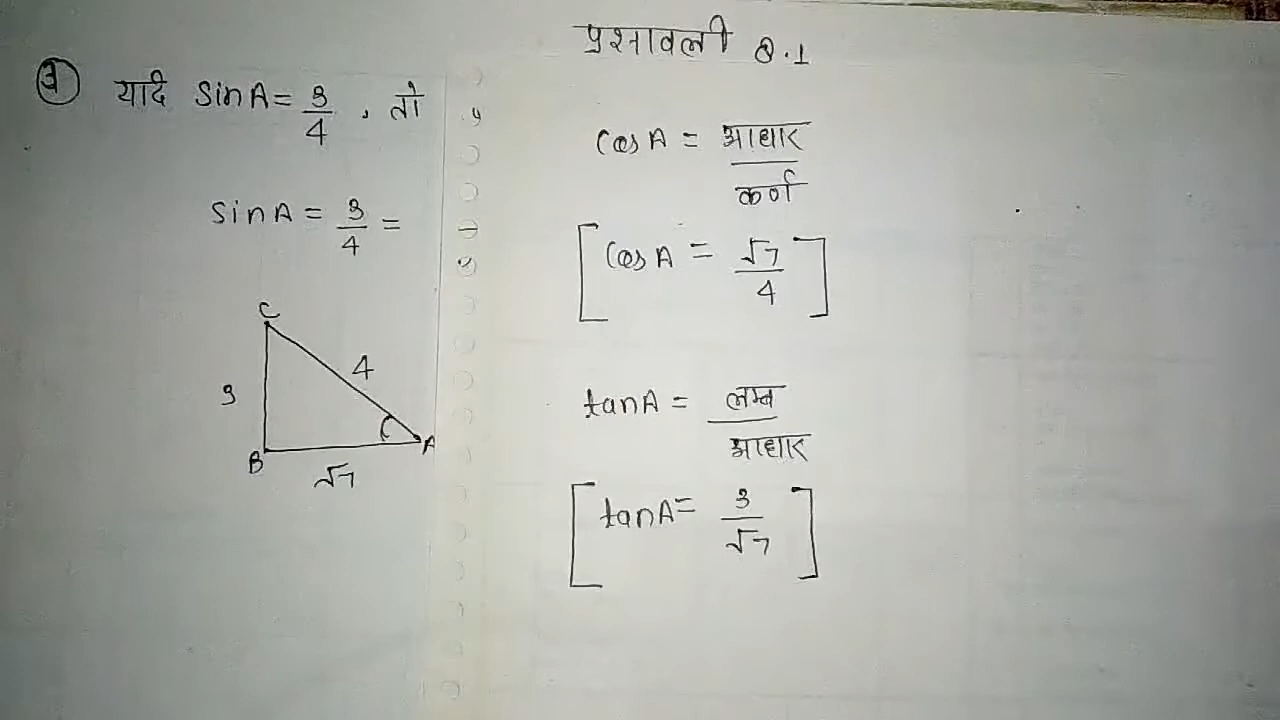 प्रश्नावली 8.1
③ यदि sinA = 3/4 , तो
sinA = 3/4 =
C
4
3
B
A
√7
cosA = आधार/कर्ण
[cosA = √7/4]
tanA = लम्ब/आधार
[tanA = 3/√7]